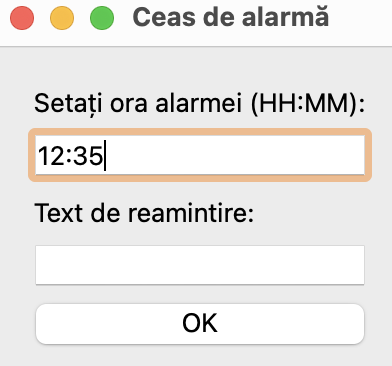 Ceas de alarmă
Setați ora alarmei (HH:MM):
12:35
Text de reamintire:
OK